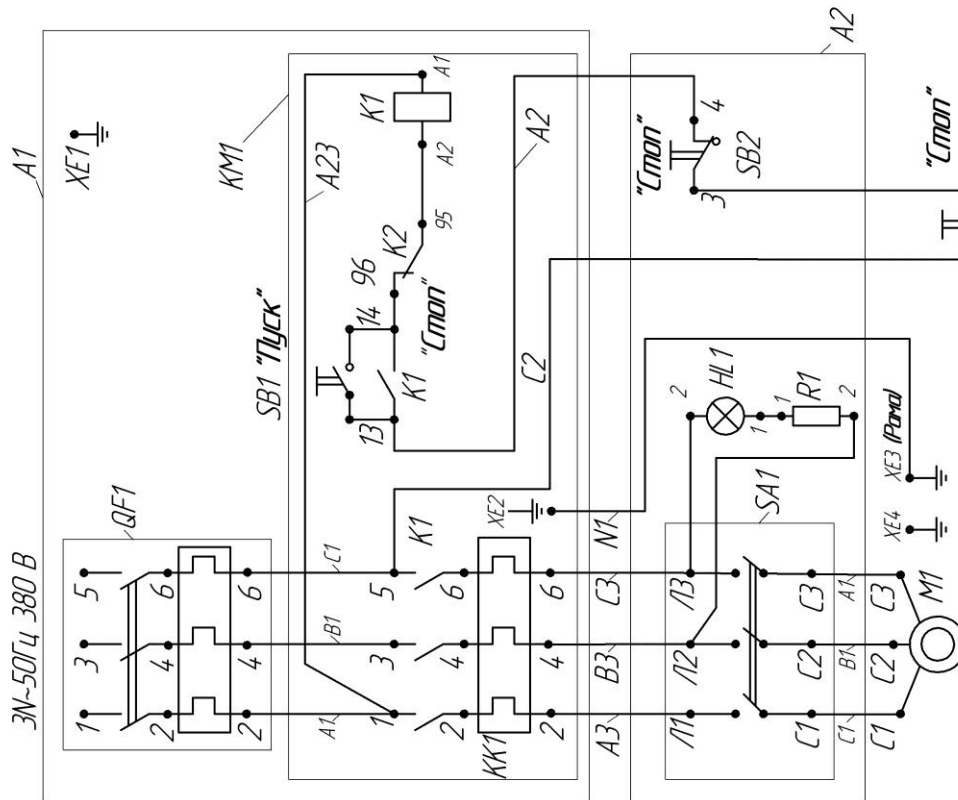 3N~50Гц 380 В
A1
XE1
QF1
1
3
5
2
4
6
2
4
6
A1
B1
C1
KM1
A23
SB1 "Пуск"
K1
A1
A2
95
K2
96
14
13
"Стоп"
K1
A2
C2
1
3
5
K1
2
4
6
KK1
2
4
6
XE2
A3
B3
C3
N1
A2
"Стоп"
SB2
3
4
"Стоп"
Л1
Л2
Л3
SA1
2
HL1
1
1
R1
2
XE3 (Рама)
XE4
C1
C2
C3
C1
B1
A1
C1
C2
C3
M1